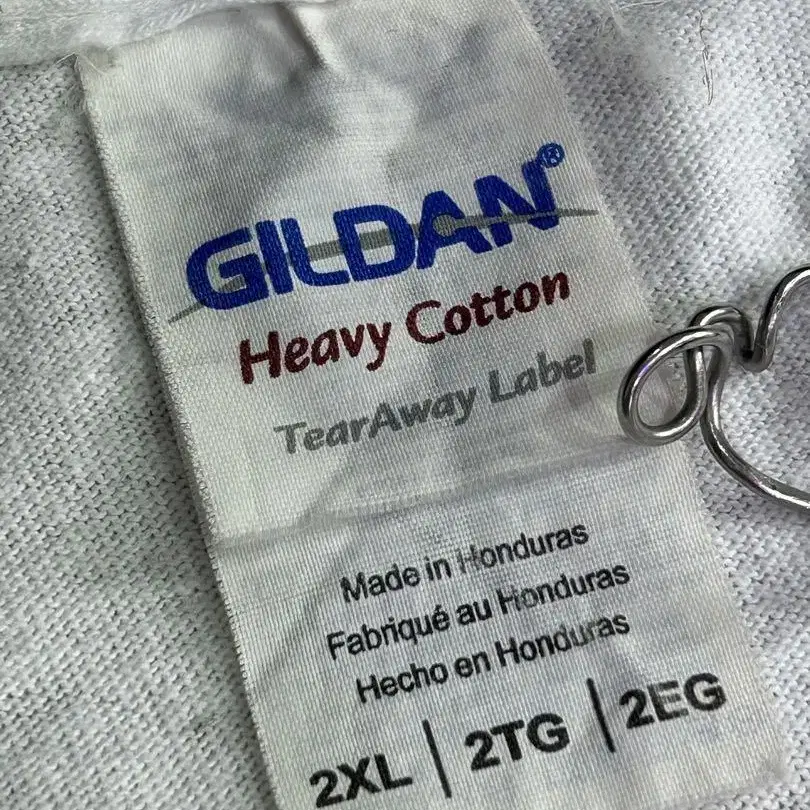 GILDAN®
Heavy Cotton
TearAway Label
Made in Honduras
Fabriqué au Honduras
Hecho en Honduras
2XL | 2TG | 2EG